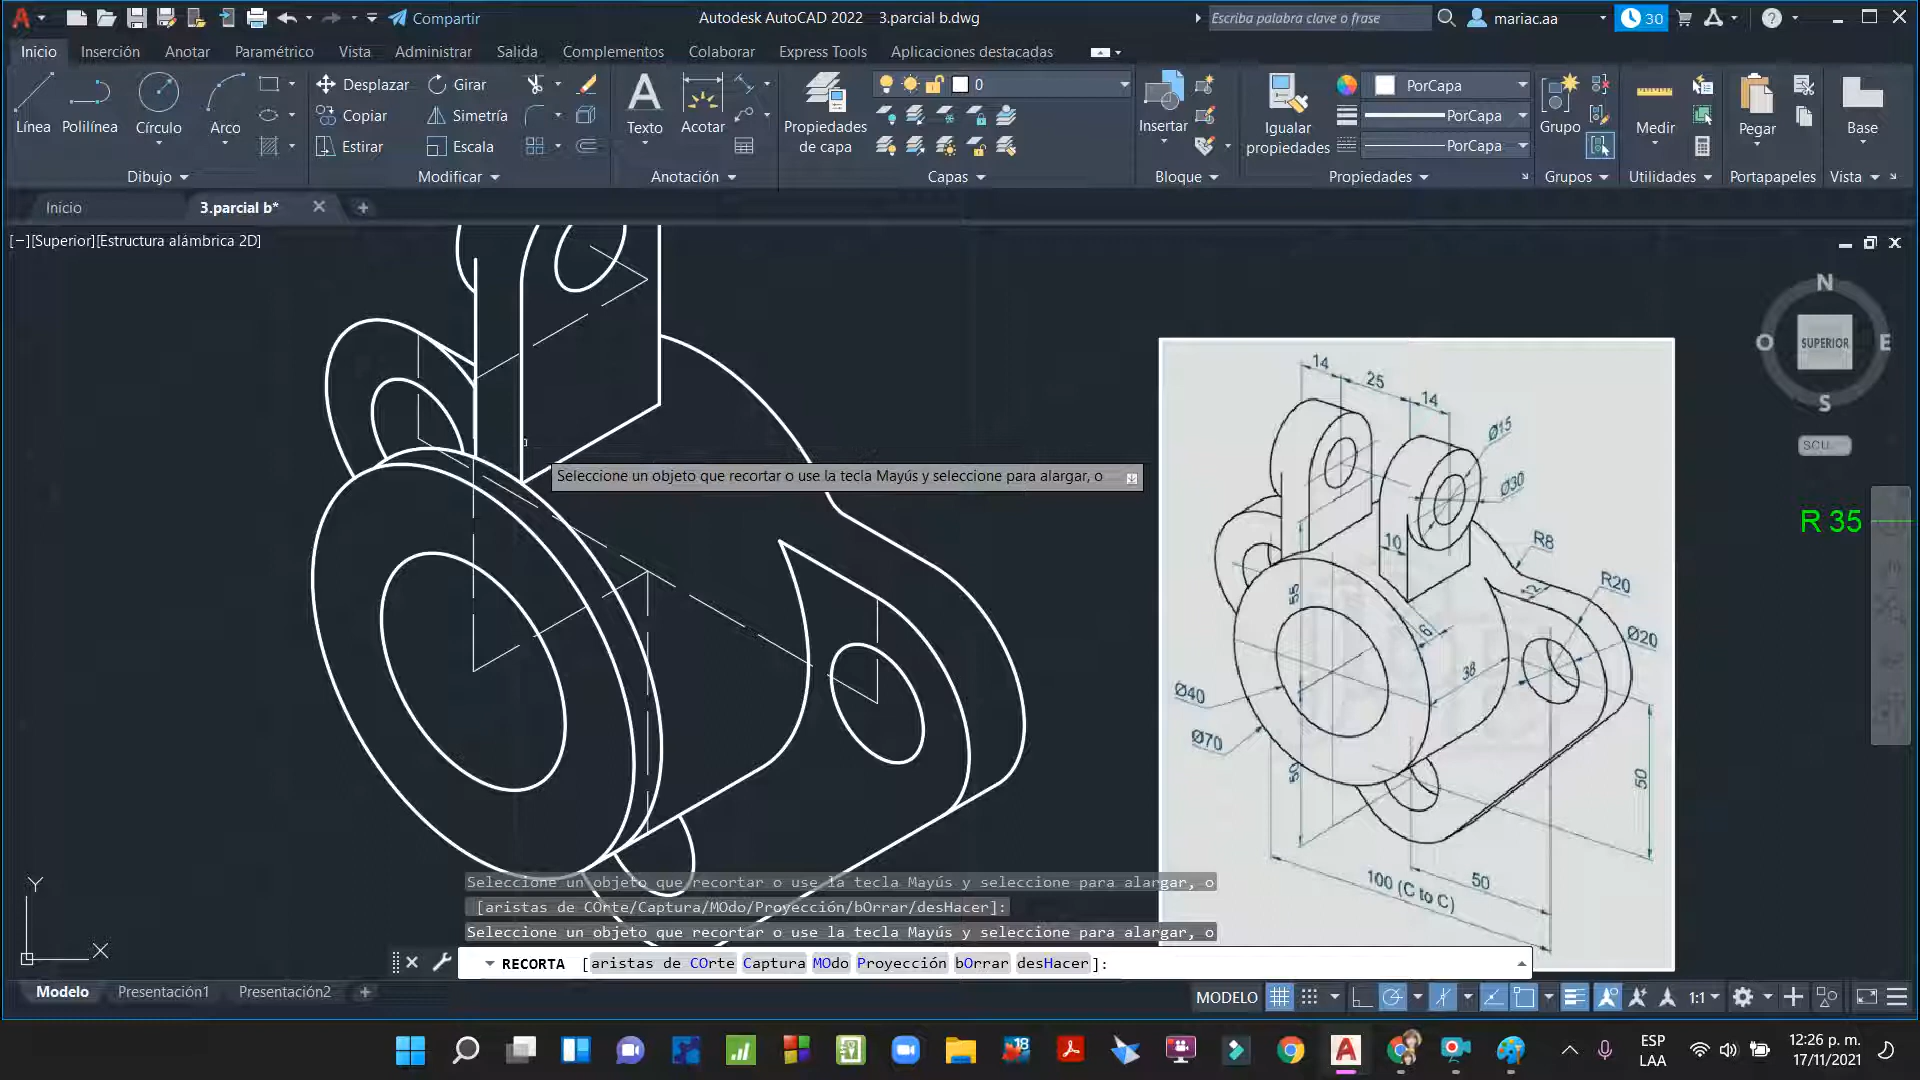 Compartir
Autodesk AutoCAD 2022 3.parcial b.dwg
Escriba palabra clave o frase
mariac.aa
30
Inicio Inserción Anotar Paramétrico Vista Administrar Salida Complementos Colaborar Express Tools Aplicaciones destacadas
Línea Polilínea Círculo Arco
Desplazar Girar
Copiar Simetría
Estirar Escala
Texto Acotar
Propiedades de capa
0
Insertar
Igualar propiedades
PorCapa
PorCapa
PorCapa
Grupo
Medir
Pegar
Base
Dibujo Modificar Anotación Capas Bloque Propiedades Grupos Utilidades Portapapeles Vista
Inicio 3.parcial b*
[−][Superior][Estructura alámbrica 2D]
N
O SUPERIOR E
S
SCU
R 35
14
25
14
Ø15
Ø30
10
R8
R20
12
Ø20
55
6
38
Ø40
Ø70
50
50
50
100 (C to C)
Seleccione un objeto que recortar o use la tecla Mayús y seleccione para alargar, o
Y
X
Seleccione un objeto que recortar o use la tecla Mayús y seleccione para alargar, o
[aristas de COrte/Captura/MOdo/Proyección/bOrrar/desHacer]:
Seleccione un objeto que recortar o use la tecla Mayús y seleccione para alargar, o
RECORTA [aristas de COrte Captura MOdo Proyección bOrrar desHacer]:
Modelo Presentación1 Presentación2
MODELO
1:1
18
ESP
LAA
12:26 p. m.
17/11/2021